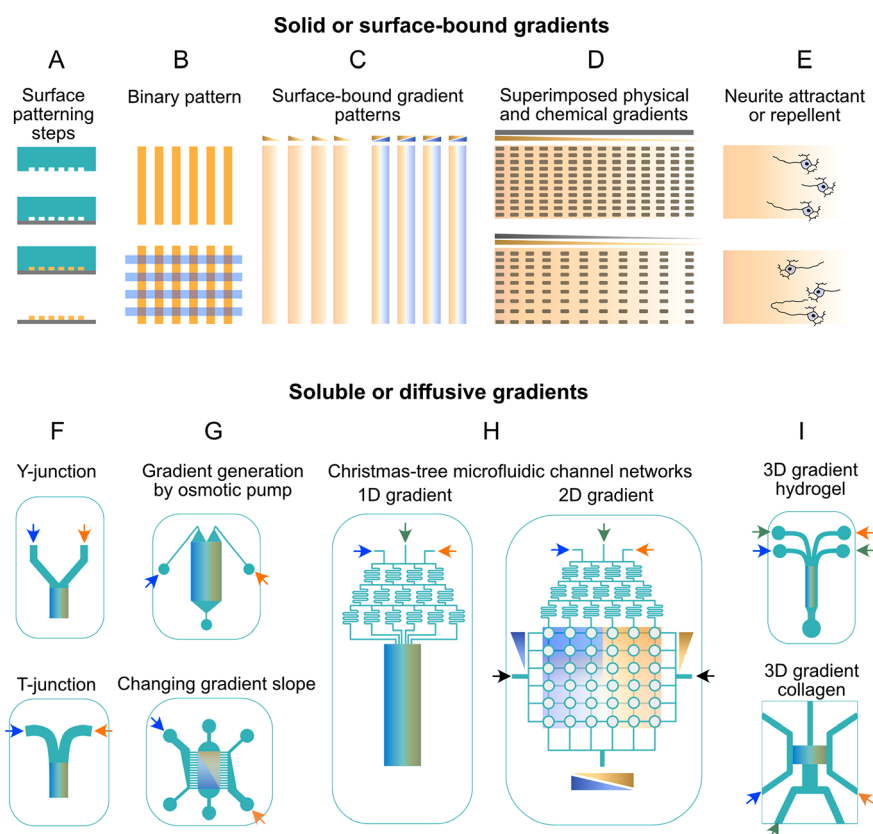 Solid or surface-bound gradients
A
B
C
D
E
Surface
patterning
steps
Binary pattern
Surface-bound gradient
patterns
Superimposed physical
and chemical gradients
Neurite attractant
or repellent
Soluble or diffusive gradients
F
G
H
I
Y-junction
Gradient generation
by osmotic pump
Christmas-tree microfluidic channel networks
1D gradient
2D gradient
3D gradient
hydrogel
T-junction
Changing gradient slope
3D gradient
collagen